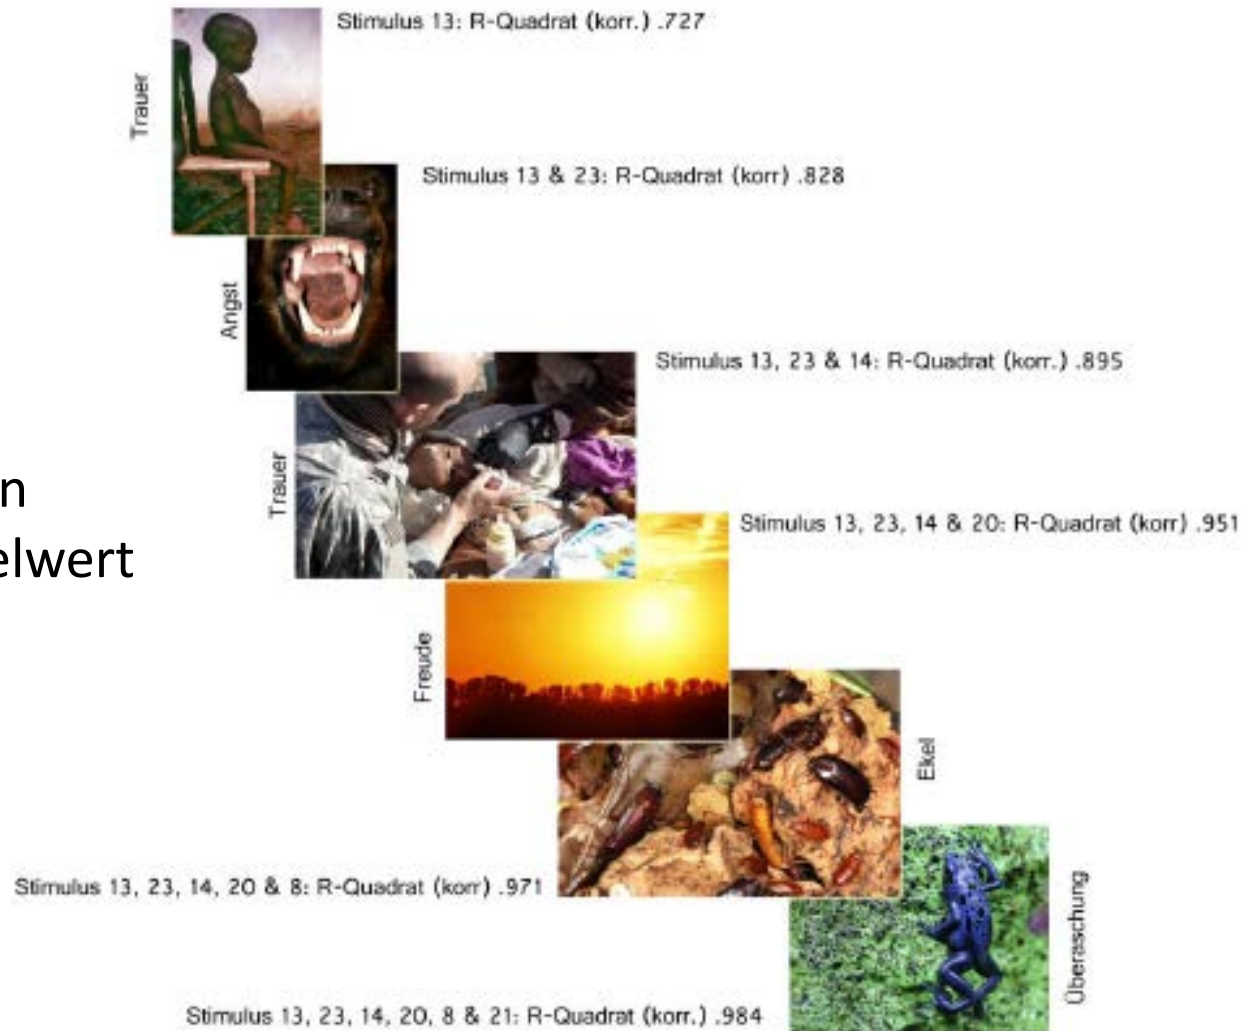 Stimulus 13: R-Quadrat (korr.) .727
Trauer
Stimulus 13 & 23: R-Quadrat (korr) .828
Angst
Stimulus 13, 23 & 14: R-Quadrat (korr.) .895
Trauer
n
elwert
Stimulus 13, 23, 14 & 20: R-Quadrat (korr) .951
Freude
Ekel
Stimulus 13, 23, 14, 20 & 8: R-Quadrat (korr) .971
Überaschung
Stimulus 13, 23, 14, 20, 8 & 21: R-Quadrat (korr.) .984